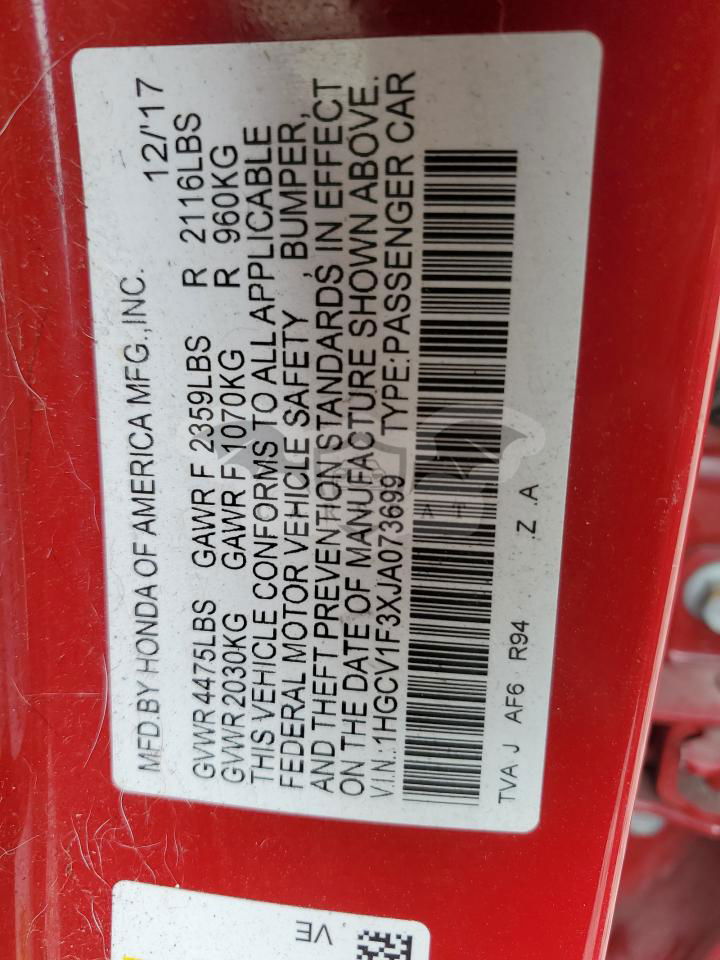 MFD.BY HONDA OF AMERICA MFG.,INC. 12/'17
GVWR 4475LBS GAWR F 2359LBS R 2116LBS
GVWR 2030KG GAWR F 1070KG R 960KG
THIS VEHICLE CONFORMS TO ALL APPLICABLE
FEDERAL MOTOR VEHICLE SAFETY, BUMPER,
AND THEFT PREVENTION STANDARDS IN EFFECT
ON THE DATE OF MANUFACTURE SHOWN ABOVE.
V.I.N.:1HGCV1F3XJA073699 TYPE:PASSENGER CAR
TVA J AF6 R94 Z.A
VE